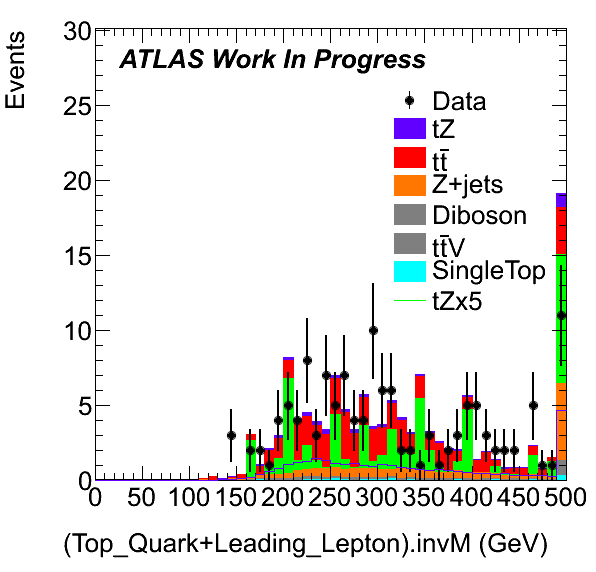 Events
30
25
20
15
10
5
0
ATLAS Work In Progress
Data
tZ
tt̄
Z+jets
Diboson
tt̄V
SingleTop
tZx5
0 50 100 150 200 250 300 350 400 450 500
(Top_Quark+Leading_Lepton).invM (GeV)